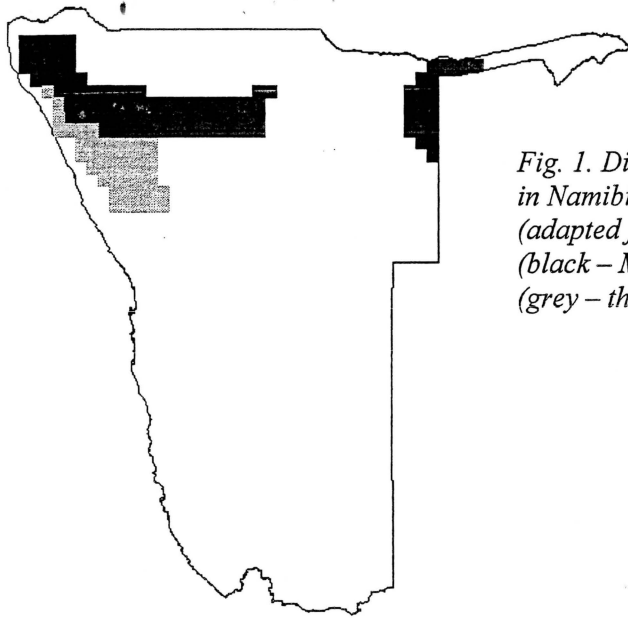 Fig. 1. Di
in Namibi
(adapted
(black – M
(grey – th